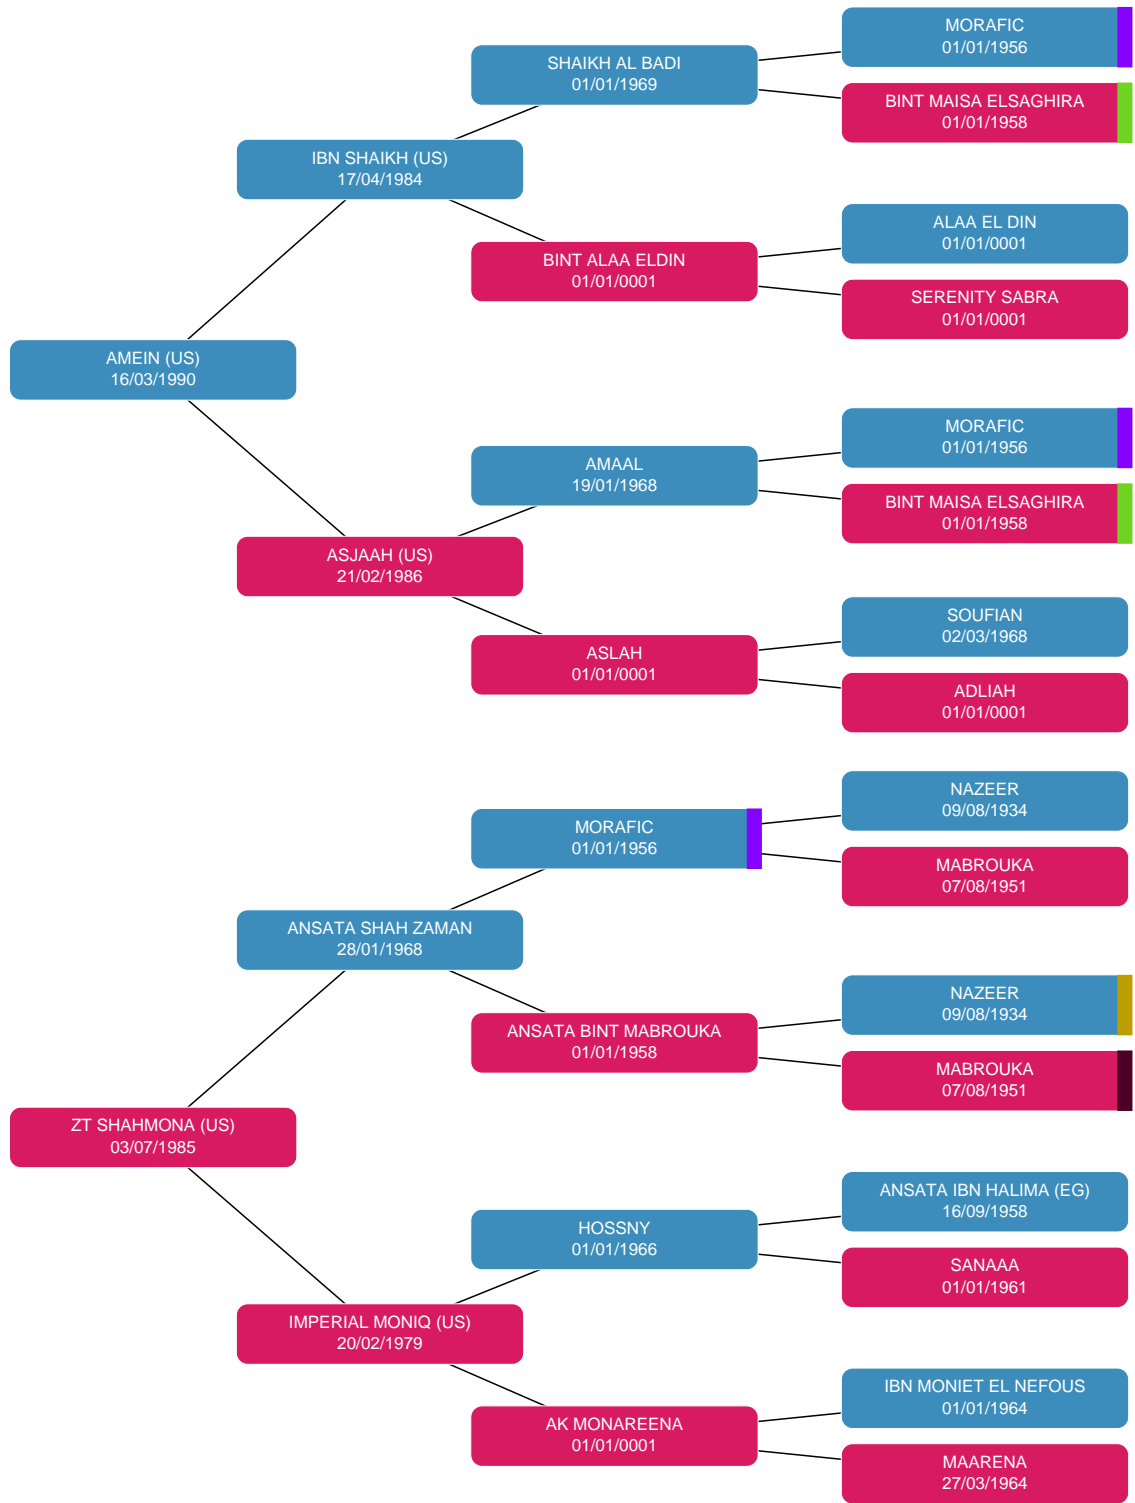 MORAFIC
01/01/1956
SHAIKH AL BADI
01/01/1969
BINT MAISA ELSAGHIRA
01/01/1958
IBN SHAIKH (US)
17/04/1984
ALAA EL DIN
01/01/0001
BINT ALAA ELDIN
01/01/0001
SERENITY SABRA
01/01/0001
AMEIN (US)
16/03/1990
MORAFIC
01/01/1956
AMAAL
19/01/1968
BINT MAISA ELSAGHIRA
01/01/1958
ASJAAH (US)
21/02/1986
SOUFIAN
02/03/1968
ASLAH
01/01/0001
ADLIAH
01/01/0001
NAZEER
09/08/1934
MORAFIC
01/01/1956
MABROUKA
07/08/1951
ANSATA SHAH ZAMAN
28/01/1968
NAZEER
09/08/1934
ANSATA BINT MABROUKA
01/01/1958
MABROUKA
07/08/1951
ZT SHAHMONA (US)
03/07/1985
ANSATA IBN HALIMA (EG)
16/09/1958
HOSSNY
01/01/1966
SANAAA
01/01/1961
IMPERIAL MONIQ (US)
20/02/1979
IBN MONIET EL NEFOUS
01/01/1964
AK MONAREENA
01/01/0001
MAARENA
27/03/1964